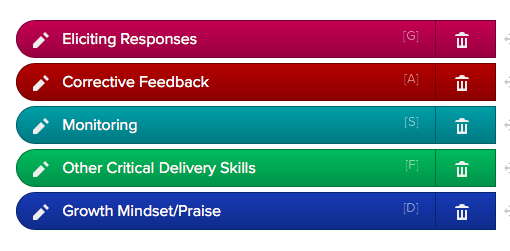 Eliciting Responses [G]
Corrective Feedback [A]
Monitoring [S]
Other Critical Delivery Skills [F]
Growth Mindset/Praise [D]